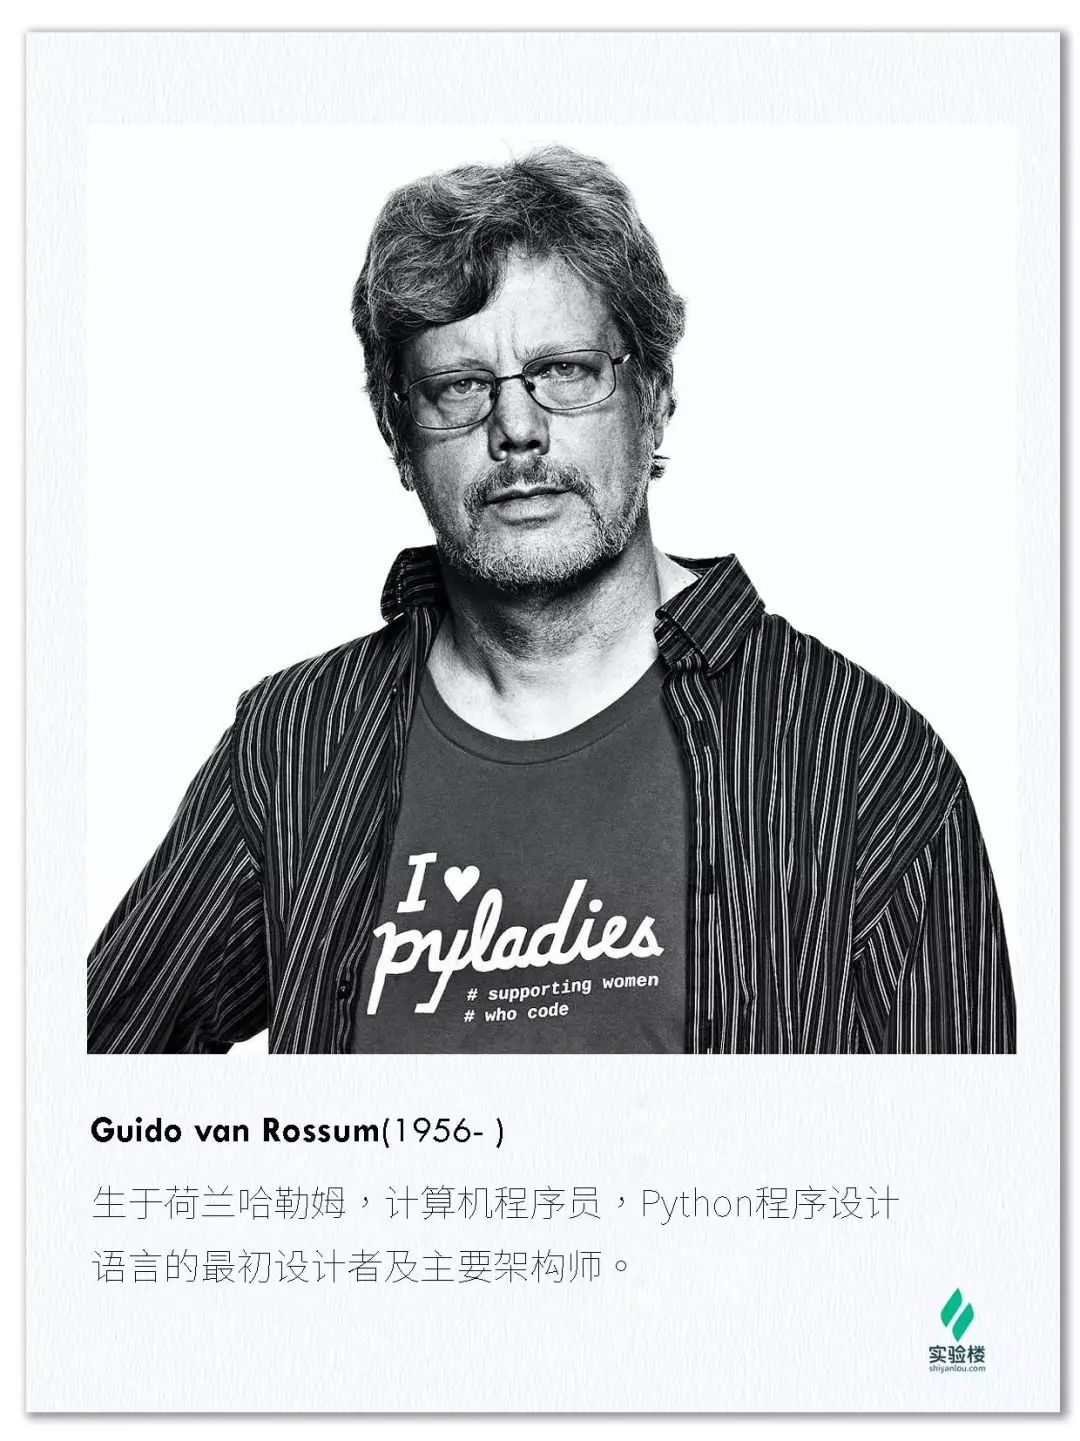 I ♥
pyladies
# supporting women
# who code
Guido van Rossum(1956- )
生于荷兰哈勒姆，计算机程序员，Python程序设计
语言的最初设计者及主要架构师。
实验楼
shiyanlou.com